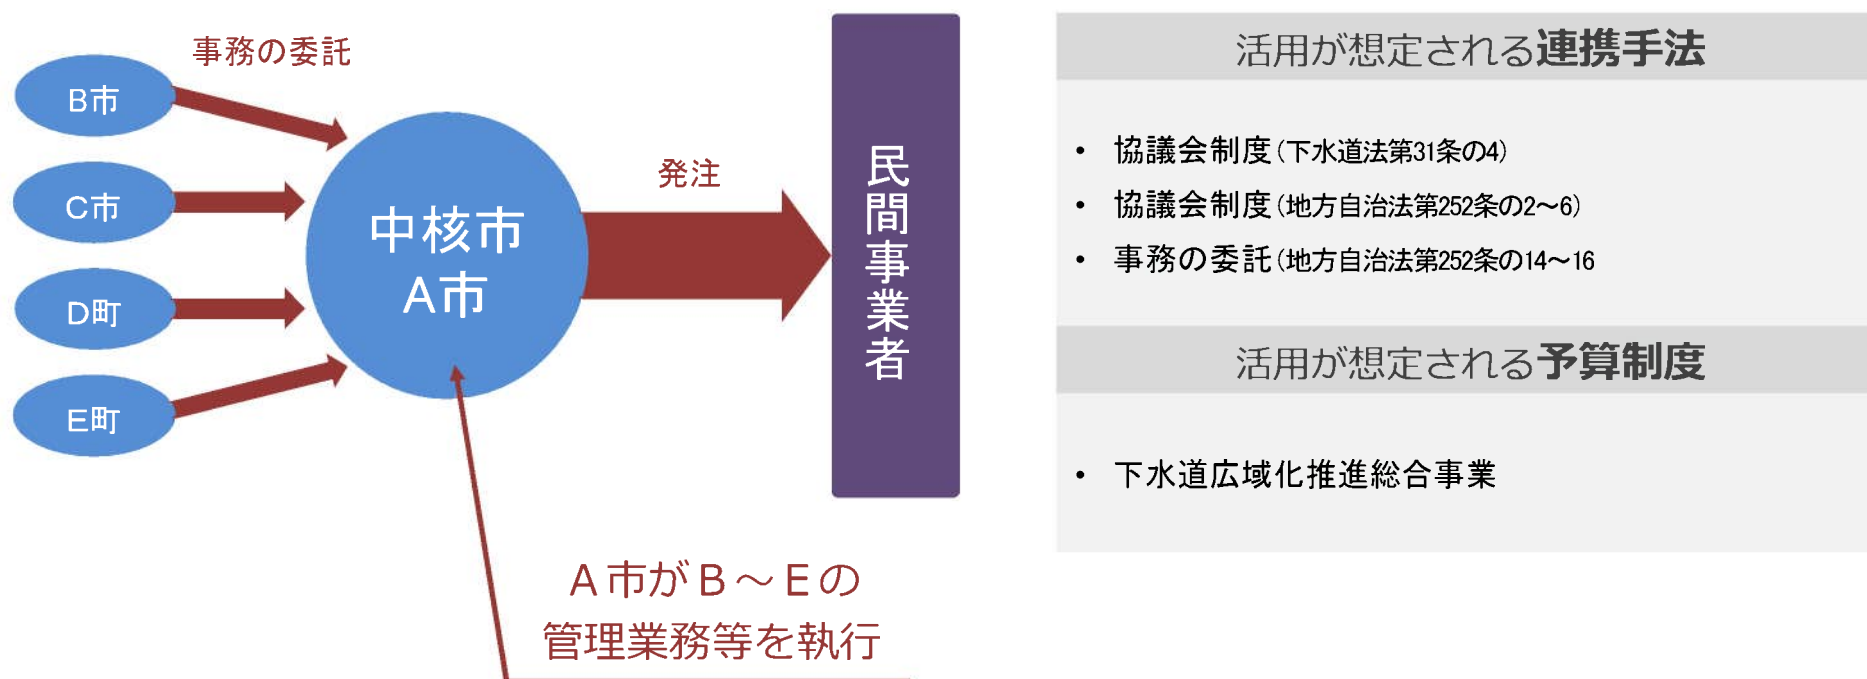 事務の委託
B市
C市
D町
E町
中核市
A市
発注
民間事業者
A市がB～Eの
管理業務等を執行
活用が想定される連携手法
• 協議会制度(下水道法第31条の4)
• 協議会制度(地方自治法第252条の2～6)
• 事務の委託(地方自治法第252条の14～16
活用が想定される予算制度
• 下水道広域化推進総合事業